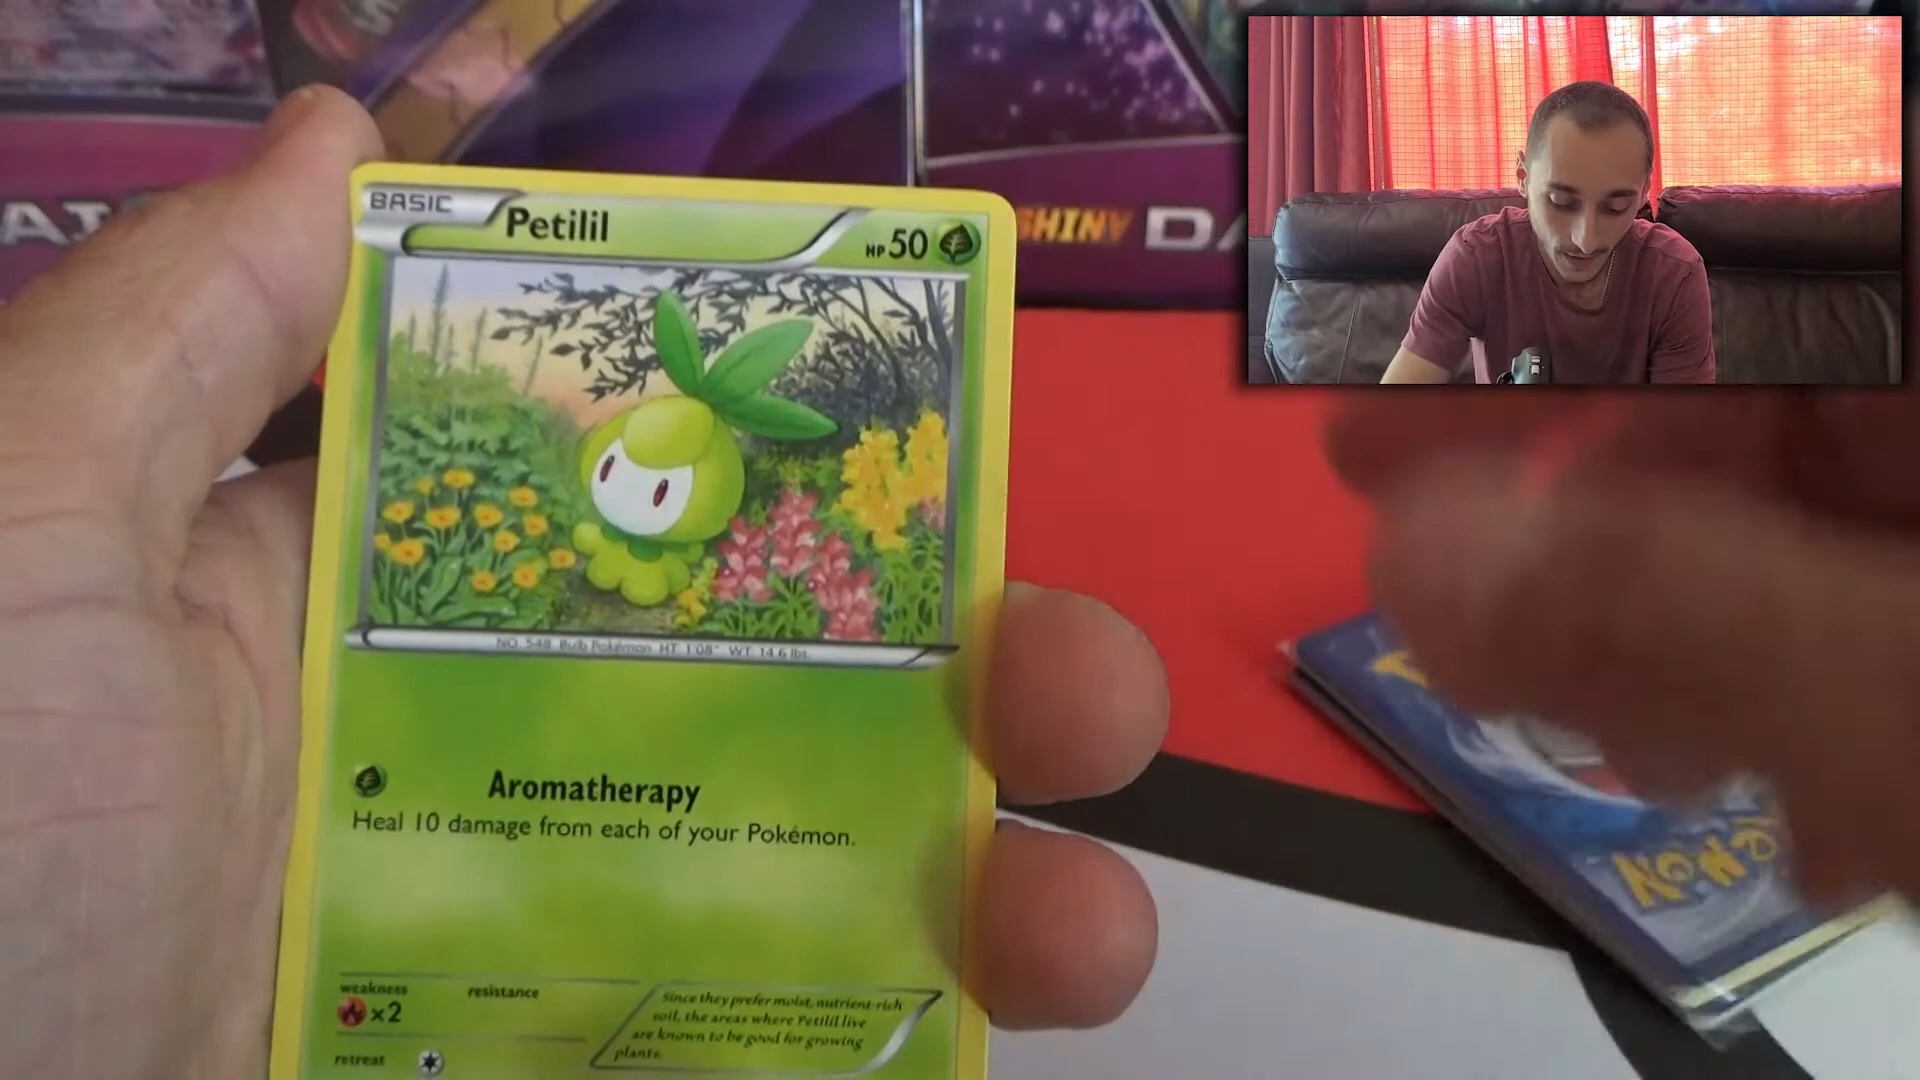 BASIC
Petilil
HP 50
SHINY
NO. 548 Bulb Pokémon HT: 1'08" WT: 14.6 lbs.
Aromatherapy
Heal 10 damage from each of your Pokémon.
weakness
×2
resistance
retreat
Since they prefer moist, nutrient-rich
soil, the areas where Petilil live
are known to be good for growing
plants.